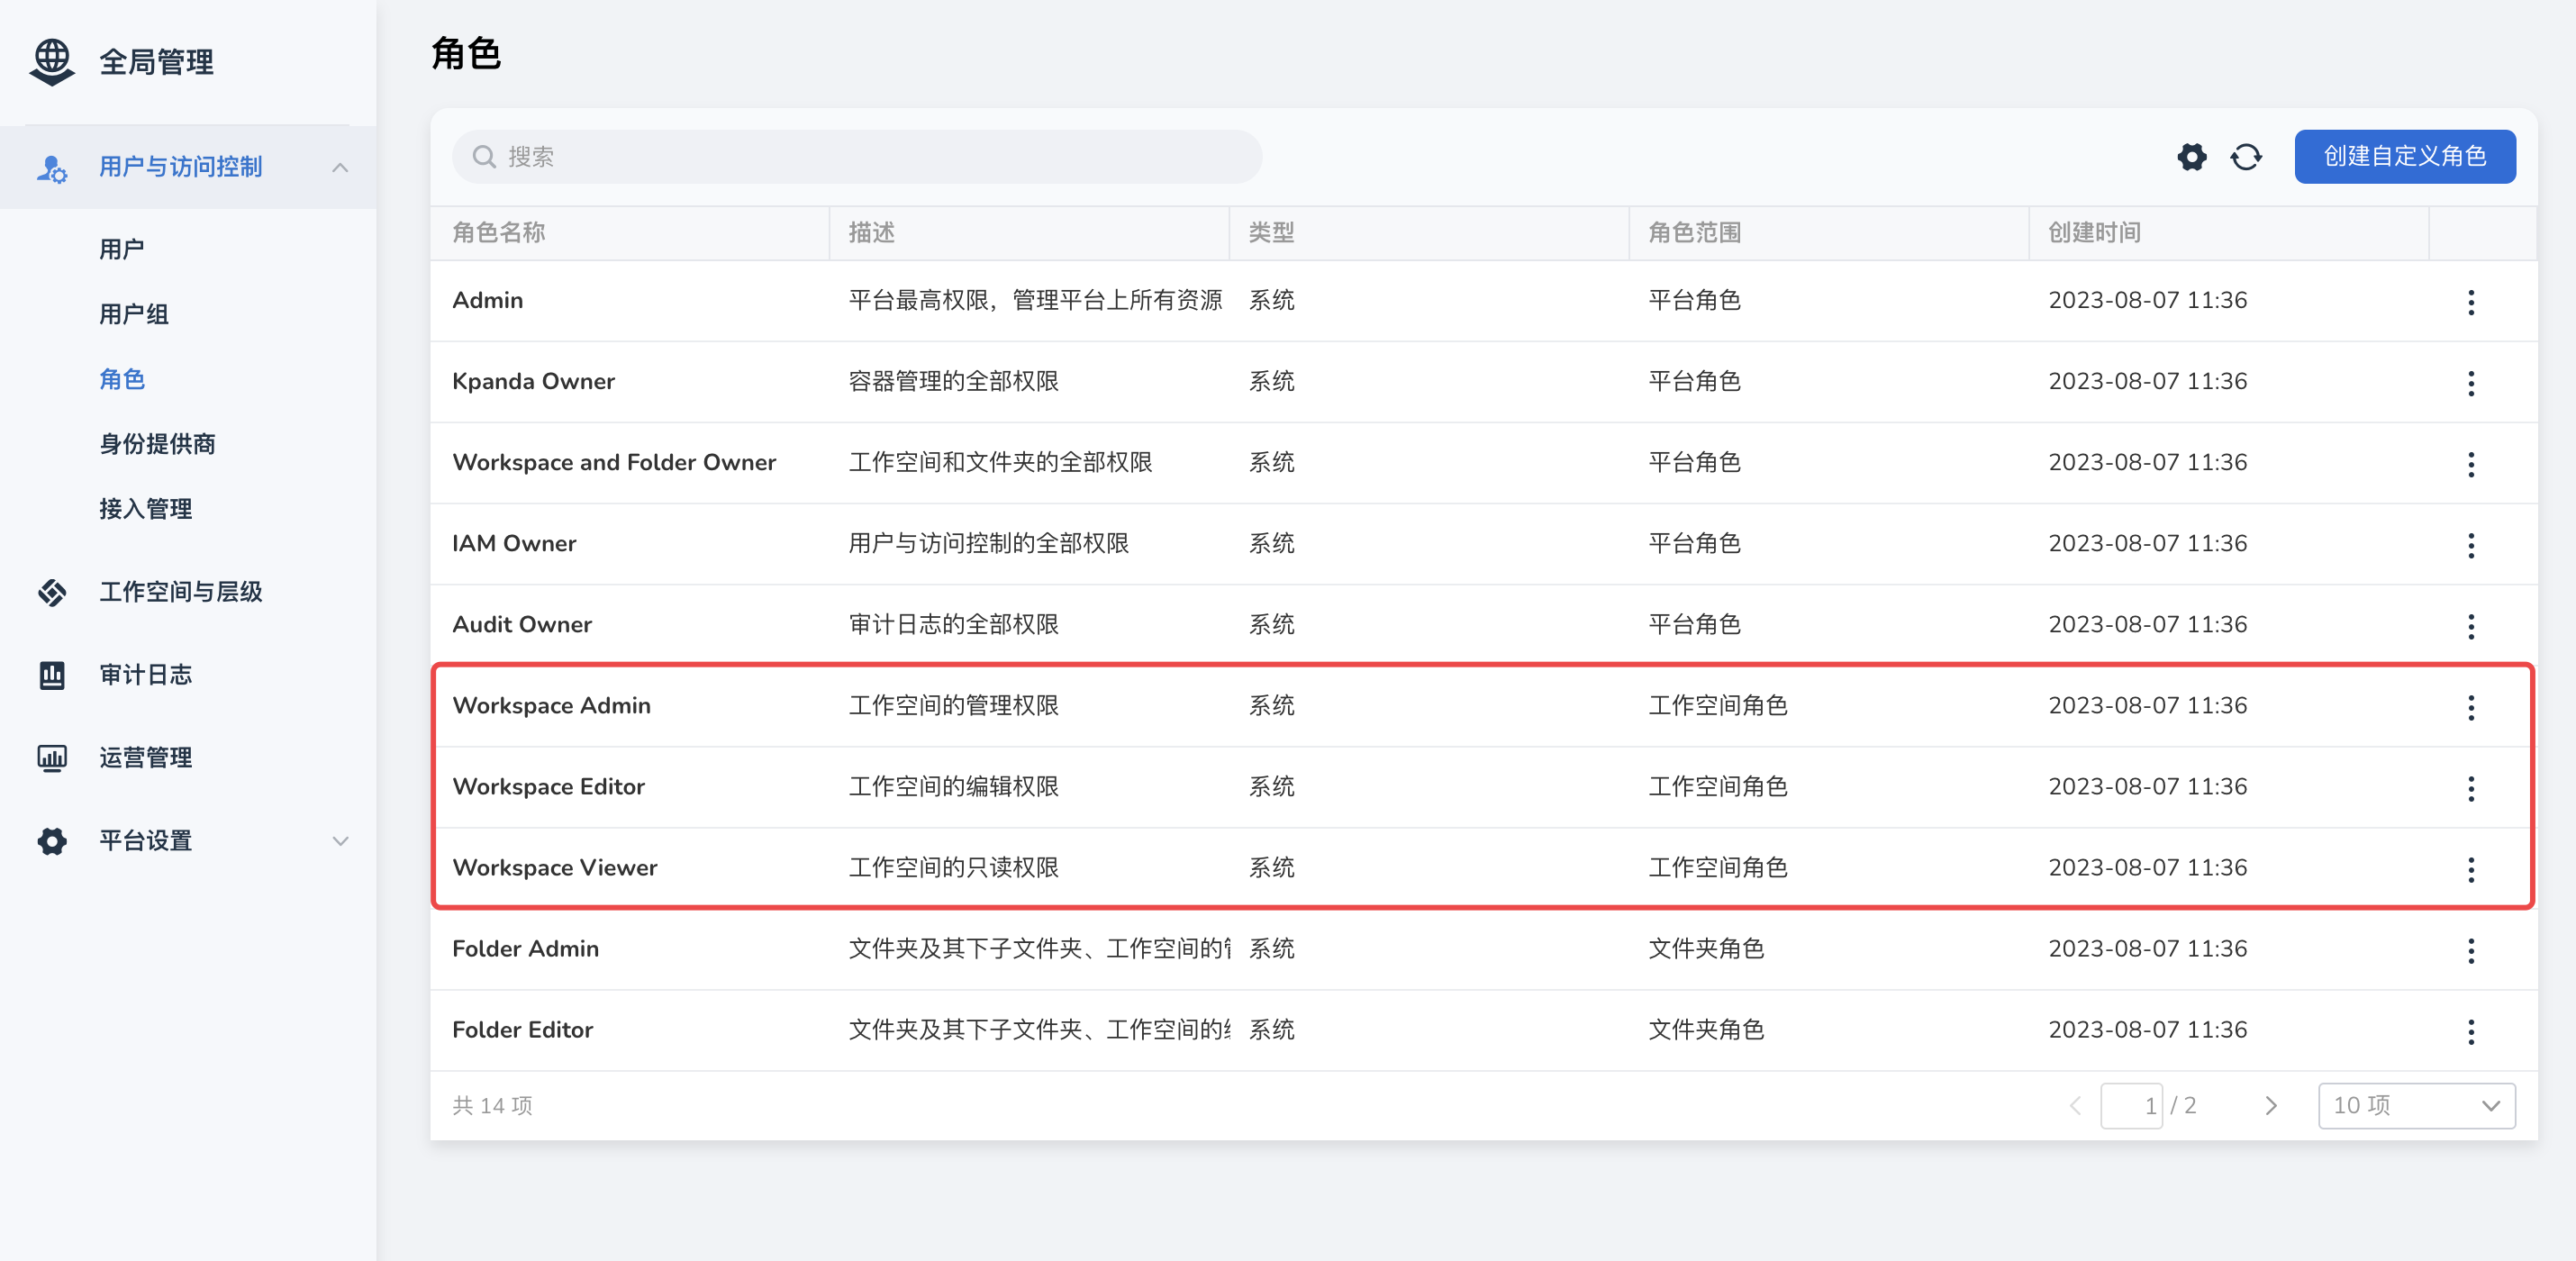 全局管理
用户与访问控制
用户
用户组
角色
身份提供商
接入管理
工作空间与层级
审计日志
运营管理
平台设置
角色
搜索
创建自定义角色
角色名称 描述 类型 角色范围 创建时间
Admin 平台最高权限，管理平台上所有资源 系统 平台角色 2023-08-07 11:36
Kpanda Owner 容器管理的全部权限 系统 平台角色 2023-08-07 11:36
Workspace and Folder Owner 工作空间和文件夹的全部权限 系统 平台角色 2023-08-07 11:36
IAM Owner 用户与访问控制的全部权限 系统 平台角色 2023-08-07 11:36
Audit Owner 审计日志的全部权限 系统 平台角色 2023-08-07 11:36
Workspace Admin 工作空间的管理权限 系统 工作空间角色 2023-08-07 11:36
Workspace Editor 工作空间的编辑权限 系统 工作空间角色 2023-08-07 11:36
Workspace Viewer 工作空间的只读权限 系统 工作空间角色 2023-08-07 11:36
Folder Admin 文件夹及其下子文件夹、工作空间的 系统 文件夹角色 2023-08-07 11:36
Folder Editor 文件夹及其下子文件夹、工作空间的 系统 文件夹角色 2023-08-07 11:36
共 14 项 1 / 2 10 项